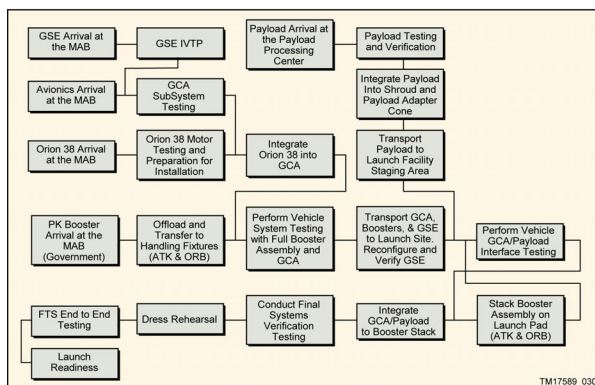 GSE Arrival at
the MAB
GSE IVTP
Payload Arrival at
the Payload
Processing
Center
Payload Testing
and Verification
Avionics Arrival
at the MAB
GCA
SubSystem
Testing
Integrate Payload
Into Shroud and
Payload Adapter
Cone
Orion 38 Arrival
at the MAB
Orion 38 Motor
Testing and
Preparation for
Installation
Integrate
Orion 38 into
GCA
Transport
Payload to
Launch Facility
Staging Area
PK Booster
Arrival at the
MAB
(Government)
Offload and
Transfer to
Handling Fixtures
(ATK & ORB)
Perform Vehicle
System Testing
with Full Booster
Assembly and
GCA
Transport GCA,
Boosters, & GSE
to Launch Site.
Reconfigure and
Verify GSE
Perform Vehicle
GCA/Payload
Interface Testing
FTS End to End
Testing
Dress Rehearsal
Conduct Final
Systems
Verification
Testing
Integrate
GCA/Payload
to Booster Stack
Stack Booster
Assembly on
Launch Pad
(ATK & ORB)
Launch
Readiness
TM17589_030